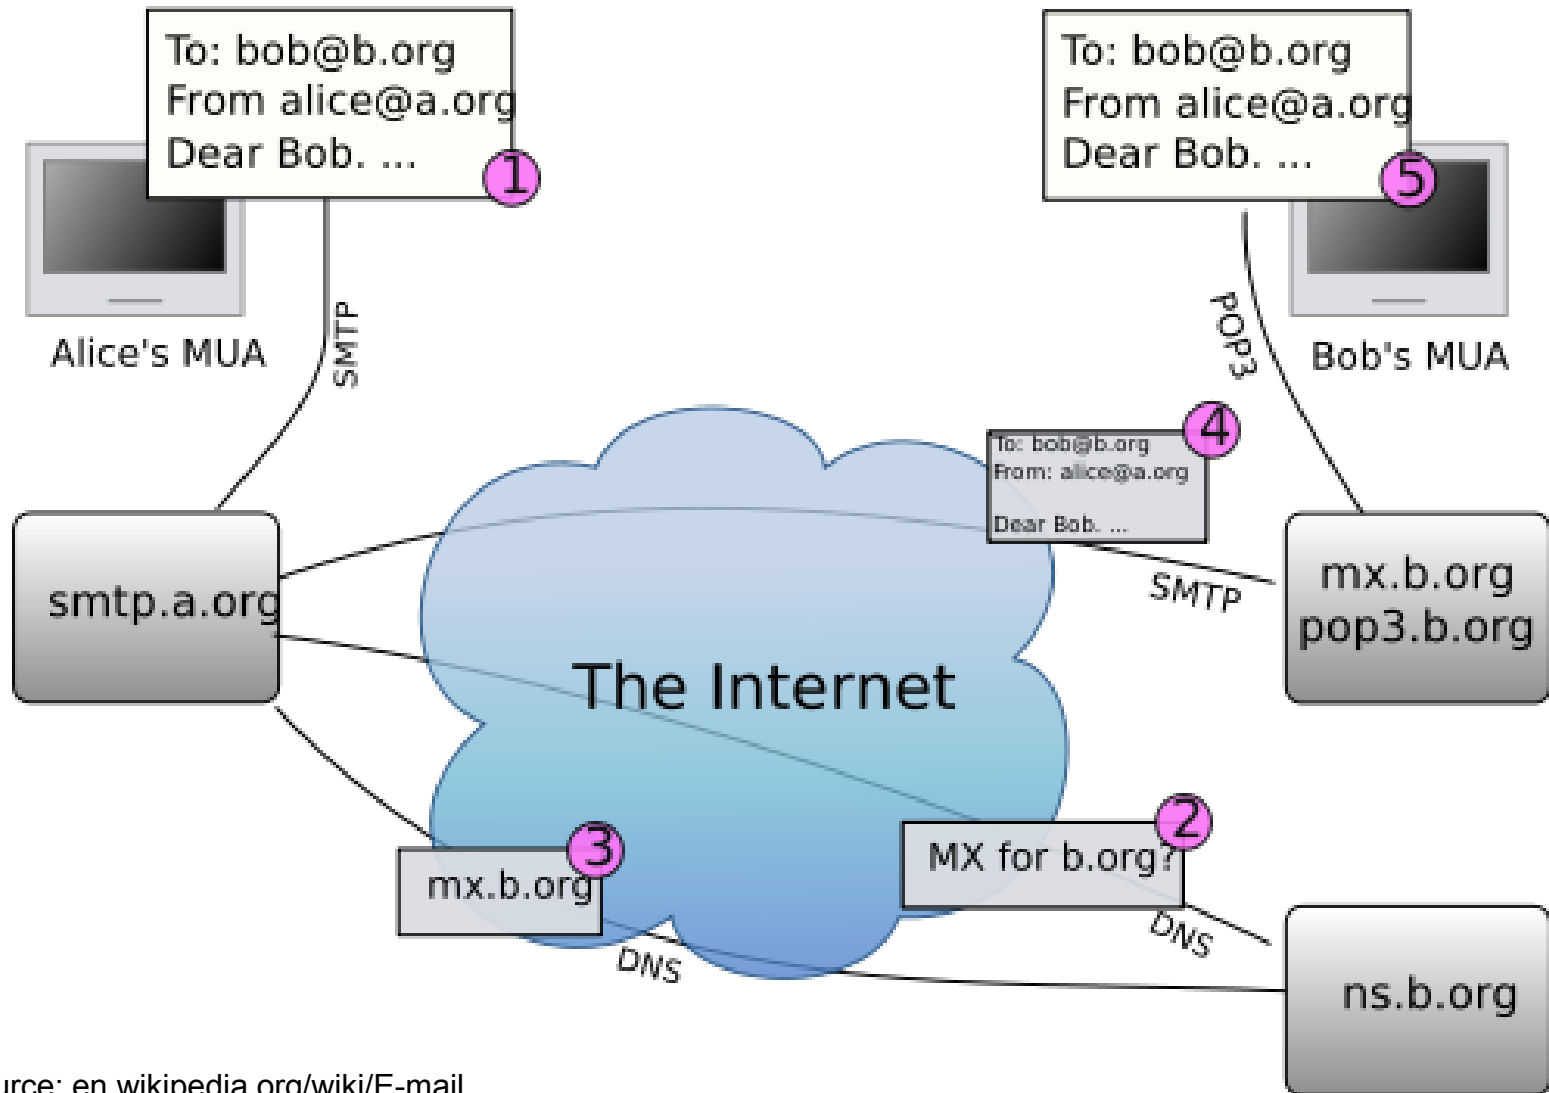 To: bob@b.org
From alice@a.org
Dear Bob. ...
1
Alice's MUA
SMTP
To: bob@b.org
From alice@a.org
Dear Bob. ...
5
Bob's MUA
POP3
4
To: bob@b.org
From: alice@a.org
Dear Bob. ...
SMTP
smtp.a.org
mx.b.org
pop3.b.org
The Internet
3
mx.b.org
DNS
2
MX for b.org?
DNS
ns.b.org
en.wikipedia.org/wiki/E-mail